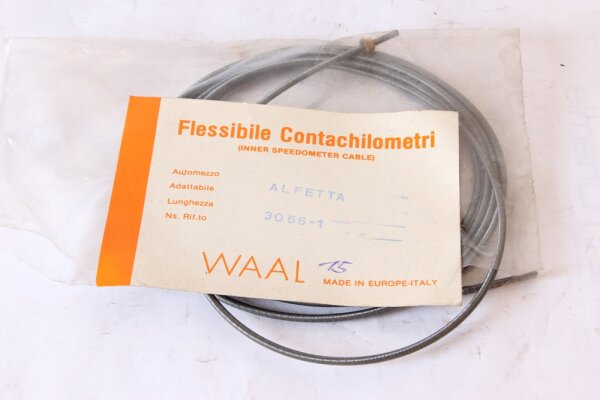 Flessibile Contachilometri
(INNER SPEEDOMETER CABLE)
Automezzo
Adattabile ALFETTA
Lunghezza
Ns. Rif.to 3056-1
WAAL 15 MADE IN EUROPE-ITALY